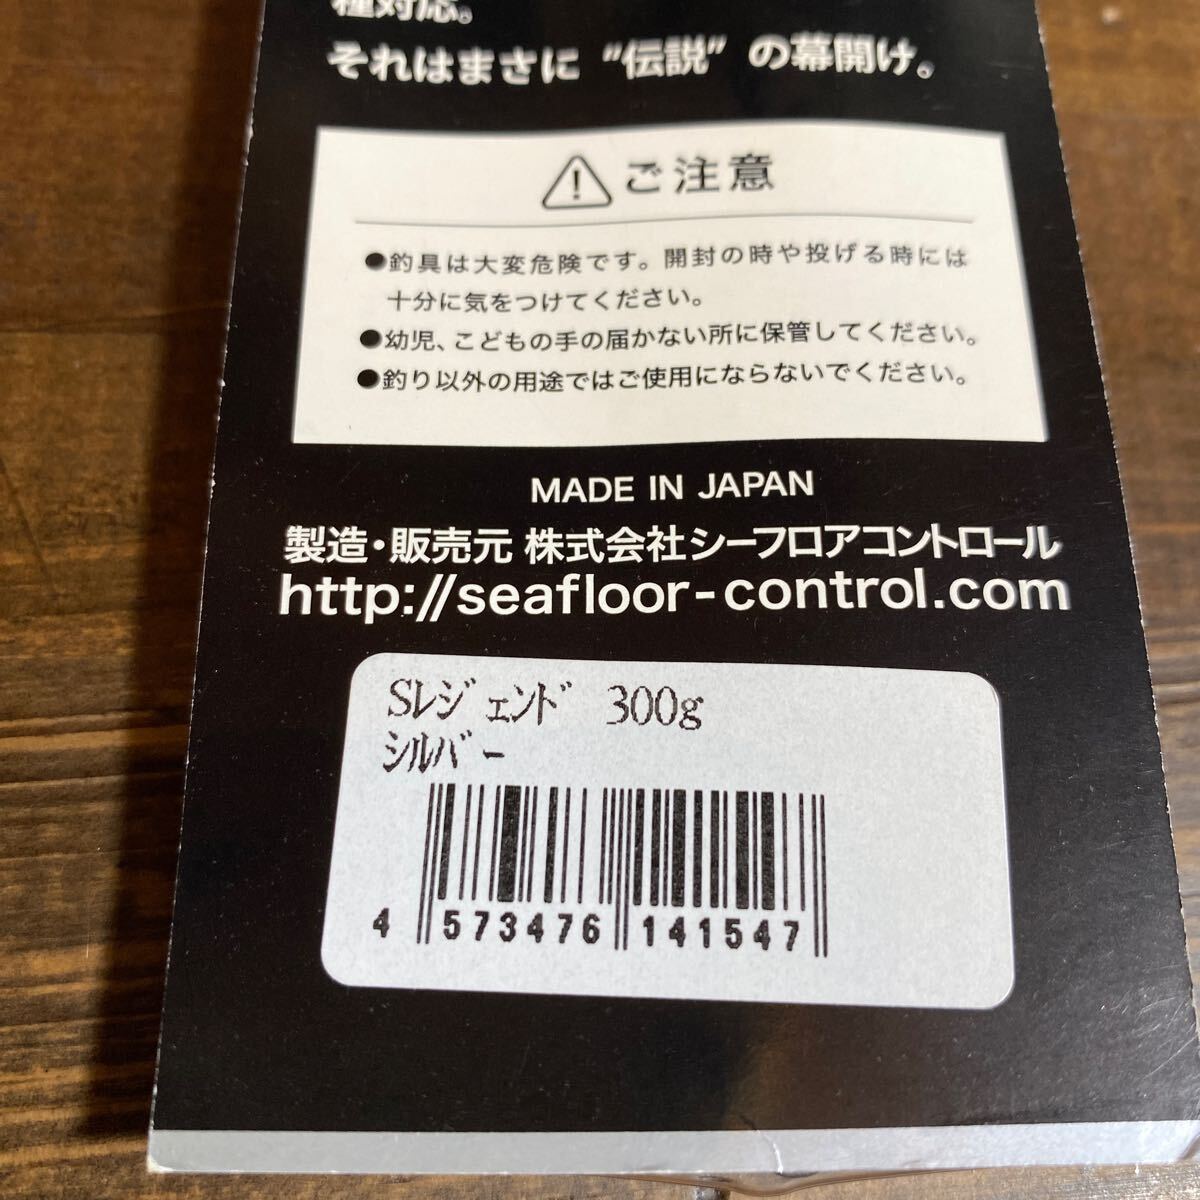 種対応。
それはまさに “伝説” の幕開け。
ご注意
●釣具は大変危険です。開封の時や投げる時には
十分に気をつけてください。
●幼児、こどもの手の届かない所に保管してください。
●釣り以外の用途ではご使用にならないでください。
MADE IN JAPAN
製造・販売元 株式会社シーフロアコントロール
http://seafloor-control.com
Sﾚｼﾞｪﾝﾄﾞ 300g
ｼﾙﾊﾞｰ
4 573476 141547